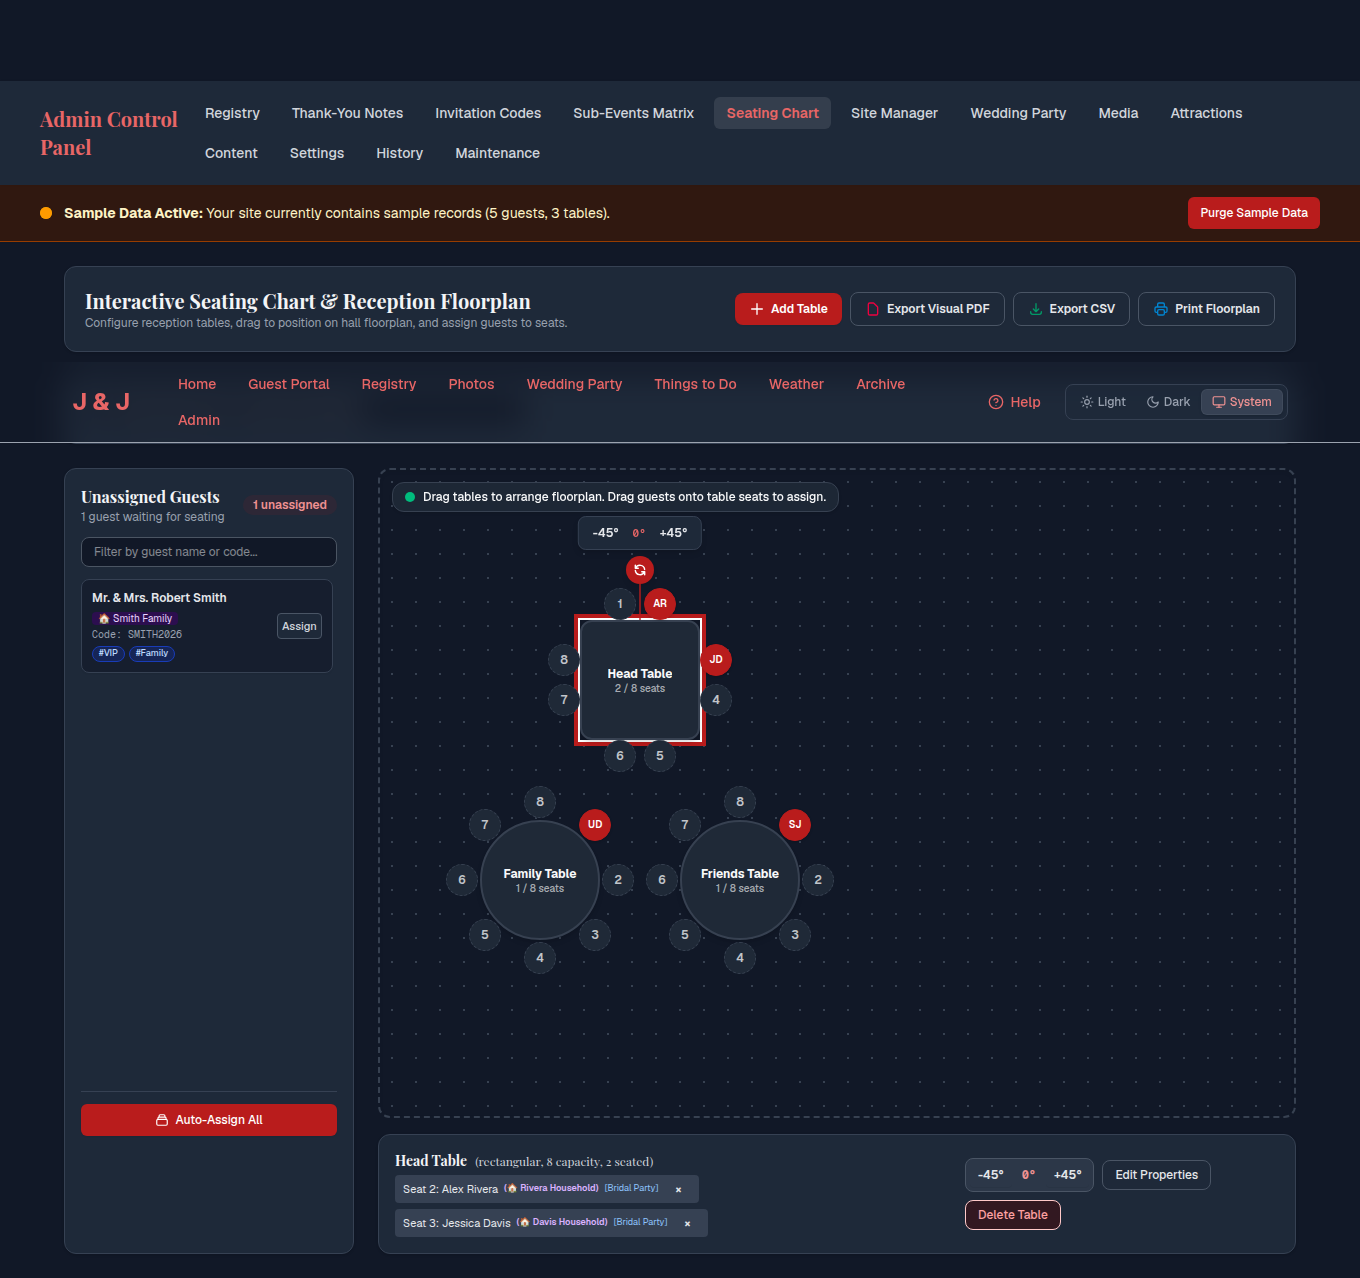 Admin Control Panel
Registry
Thank-You Notes
Invitation Codes
Sub-Events Matrix
Seating Chart
Site Manager
Wedding Party
Media
Attractions
Content
Settings
History
Maintenance
Sample Data Active: Your site currently contains sample records (5 guests, 3 tables).
Purge Sample Data
Interactive Seating Chart & Reception Floorplan
Configure reception tables, drag to position on hall floorplan, and assign guests to seats.
Add Table
Export Visual PDF
Export CSV
Print Floorplan
J & J
Home
Guest Portal
Registry
Photos
Wedding Party
Things to Do
Weather
Archive
Admin
Help
Light
Dark
System
Unassigned Guests
1 guest waiting for seating
1 unassigned
Filter by guest name or code...
Mr. & Mrs. Robert Smith
🏠 Smith Family
Code: SMITH2026
#VIP
#Family
Assign
Auto-Assign All
Drag tables to arrange floorplan. Drag guests onto table seats to assign.
-45° 0° +45°
1
AR
8
JD
Head Table
2 / 8 seats
7
4
6
5
8
7
UD
6
Family Table
1 / 8 seats
2
5
3
4
8
7
SJ
6
Friends Table
1 / 8 seats
2
5
3
4
Head Table (rectangular, 8 capacity, 2 seated)
Seat 2: Alex Rivera (🏠 Rivera Household) [Bridal Party] ×
Seat 3: Jessica Davis (🏠 Davis Household) [Bridal Party] ×
-45° 0° +45°
Edit Properties
Delete Table